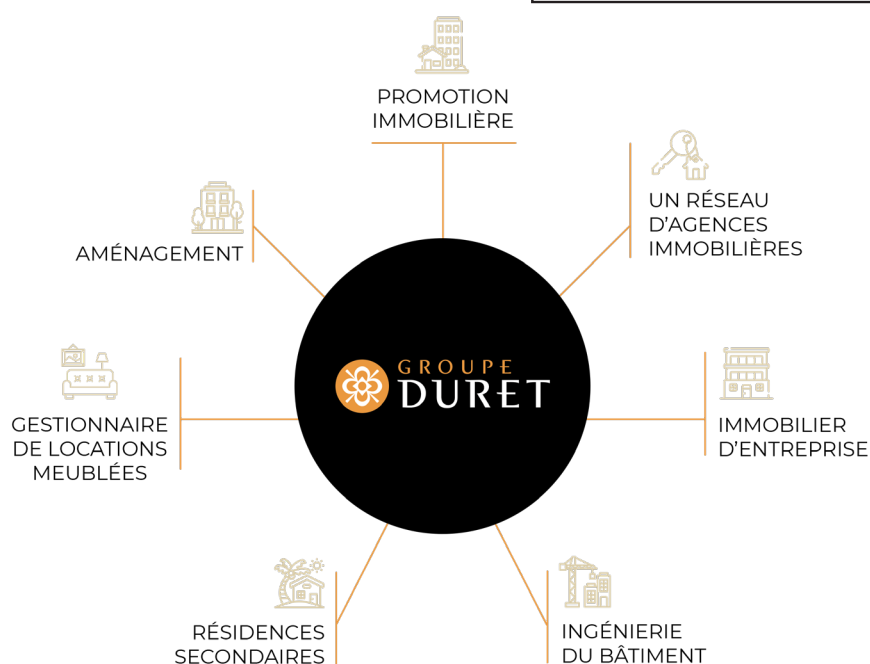 PROMOTION
IMMOBILIÈRE
UN RÉSEAU
D'AGENCES
IMMOBILIÈRES
AMÉNAGEMENT
GROUPE
DURET
IMMOBILIER
D'ENTREPRISE
GESTIONNAIRE
DE LOCATIONS
MEUBLÉES
RÉSIDENCES
SECONDAIRES
INGÉNIERIE
DU BÂTIMENT